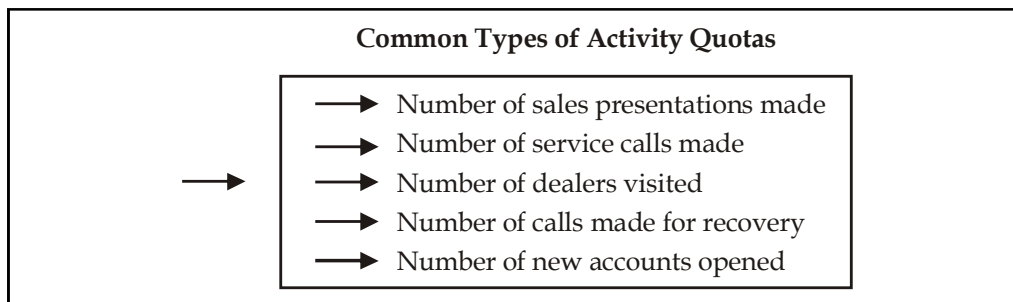 Common Types of Activity Quotas
Number of sales presentations made
Number of service calls made
Number of dealers visited
Number of calls made for recovery
Number of new accounts opened